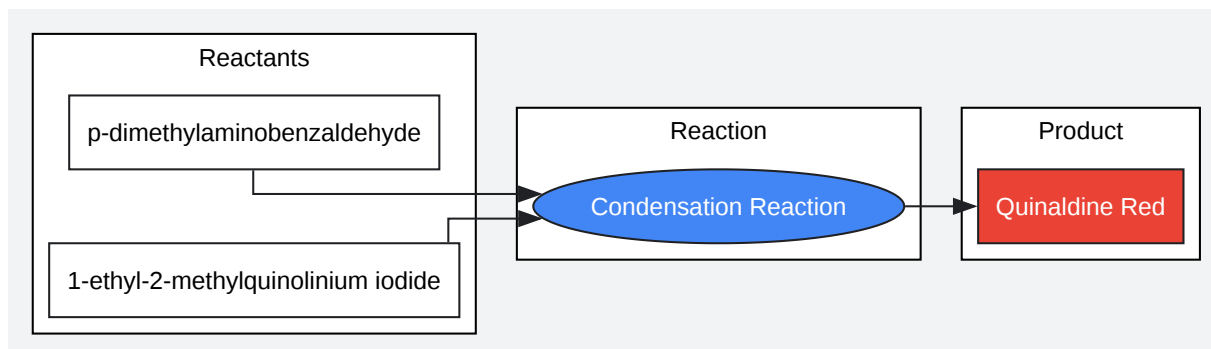 Reactants
p-dimethylaminobenzaldehyde
1-ethyl-2-methylquinolinium iodide
Reaction
Condensation Reaction
Product
Quinaldine Red